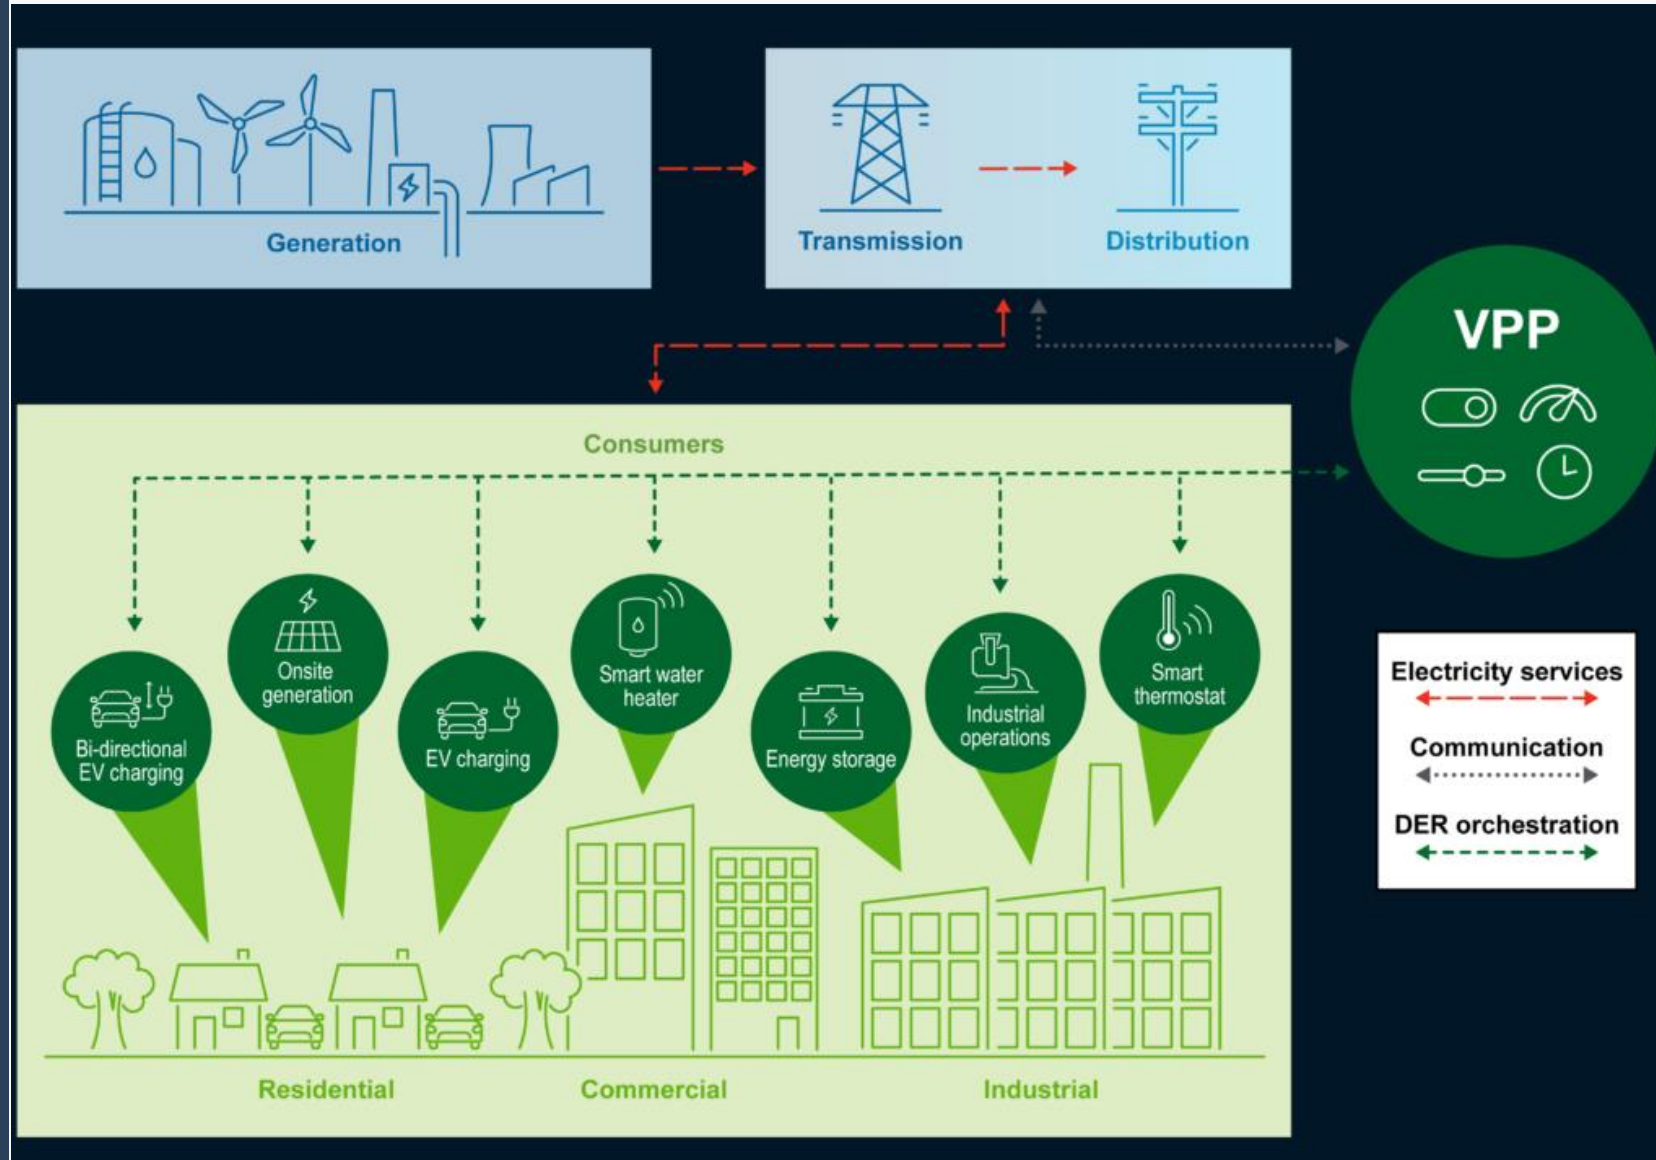 Generation
Transmission
Distribution
VPP
Consumers
Bi-directional
EV charging
Onsite
generation
EV charging
Smart water
heater
Energy storage
Industrial
operations
Smart
thermostat
Residential
Commercial
Industrial
Electricity services
Communication
DER orchestration